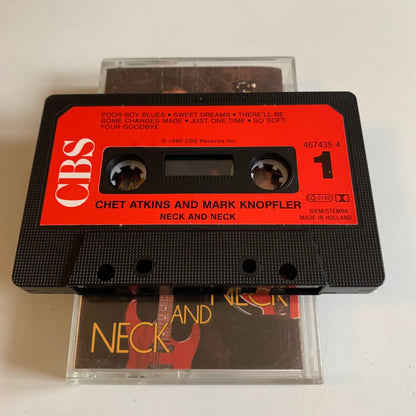 POOR BOY BLUES • SWEET DREAMS • THERE'LL BE
SOME CHANGES MADE • JUST ONE TIME • SO SOFT,
YOUR GOODBYE
℗ 1990 CBS Records Inc.
467435 4
1
CBS
CHET ATKINS AND MARK KNOPFLER
NECK AND NECK
LC 0149
BIEM/STEMRA
MADE IN HOLLAND
NECK
AND
NECK